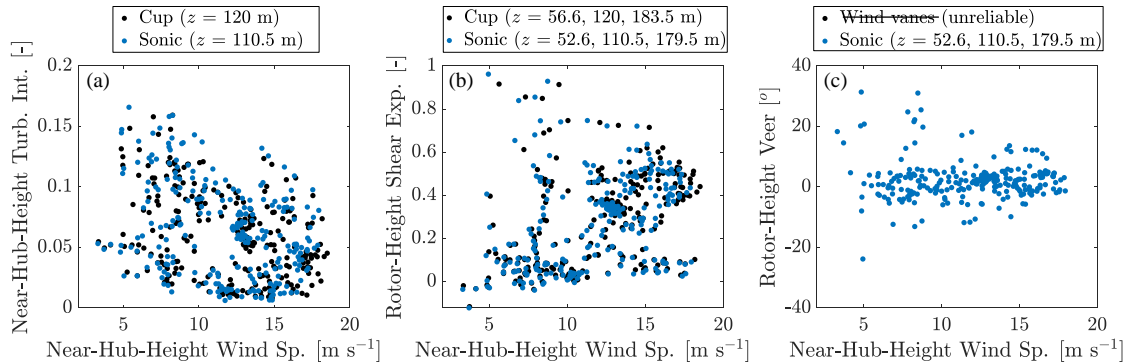 Cup (z = 120 m)
Sonic (z = 110.5 m)
(a)
0.2
0.15
0.1
0.05
0
5 10 15 20
Near-Hub-Height Turb. Int. [-]
Near-Hub-Height Wind Sp. [m s⁻¹]
Cup (z = 56.6, 120, 183.5 m)
Sonic (z = 52.6, 110.5, 179.5 m)
(b)
1
0.8
0.6
0.4
0.2
0
5 10 15 20
Rotor-Height Shear Exp. [-]
Near-Hub-Height Wind Sp. [m s⁻¹]
Wind vanes (unreliable)
Sonic (z = 52.6, 110.5, 179.5 m)
(c)
40
20
0
-20
-40
5 10 15 20
Rotor-Height Veer [°]
Near-Hub-Height Wind Sp. [m s⁻¹]